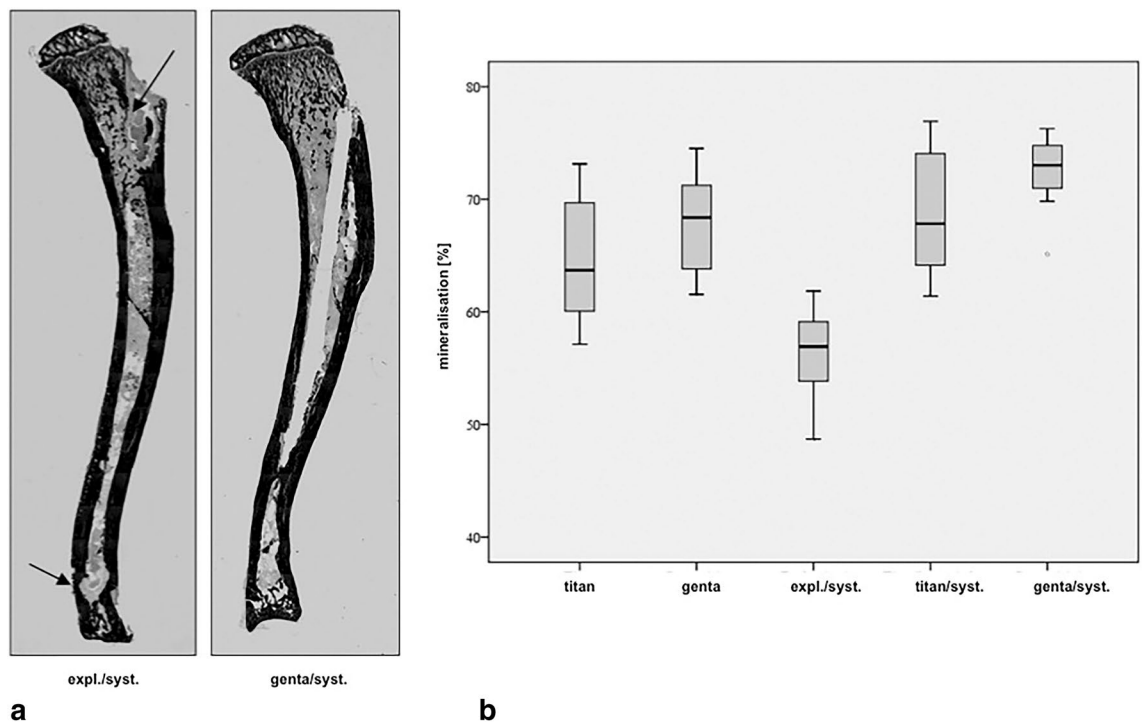 expl./syst.
genta/syst.
a
mineralisation [%]
80
70
60
50
40
titan
genta
expl./syst.
titan/syst.
genta/syst.
b